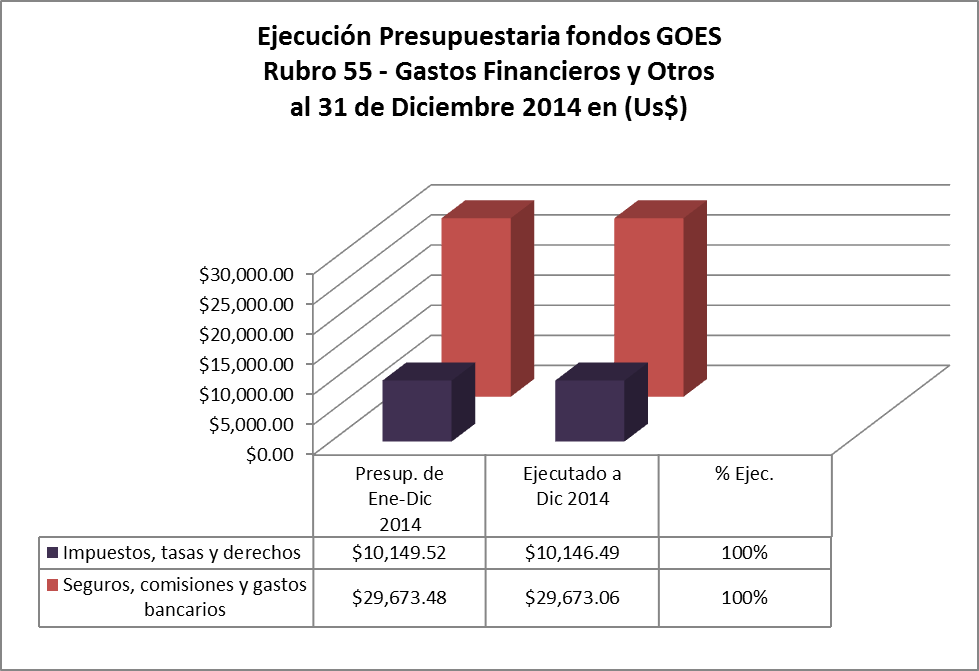 Ejecución Presupuestaria fondos GOES
Rubro 55 - Gastos Financieros y Otros
al 31 de Diciembre 2014 en (Us$)
$30,000.00
$25,000.00
$20,000.00
$15,000.00
$10,000.00
$5,000.00
$0.00
Presup. de
Ene-Dic
2014
Ejecutado a
Dic 2014
% Ejec.
Impuestos, tasas y derechos $10,149.52 $10,146.49 100%
Seguros, comisiones y gastos
bancarios $29,673.48 $29,673.06 100%